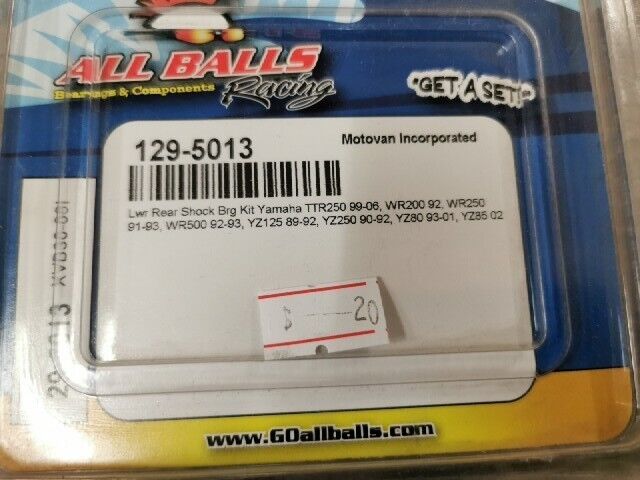 ALL BALLS
Racing
Bearings & Components
"GET A SET!"
129-5013
Motovan Incorporated
Lwr Rear Shock Brg Kit Yamaha TTR250 99-06, WR200 92, WR250
91-93, WR500 92-93, YZ125 89-92, YZ250 90-92, YZ80 93-01, YZ85 02
$ 20
www.GOallballs.com